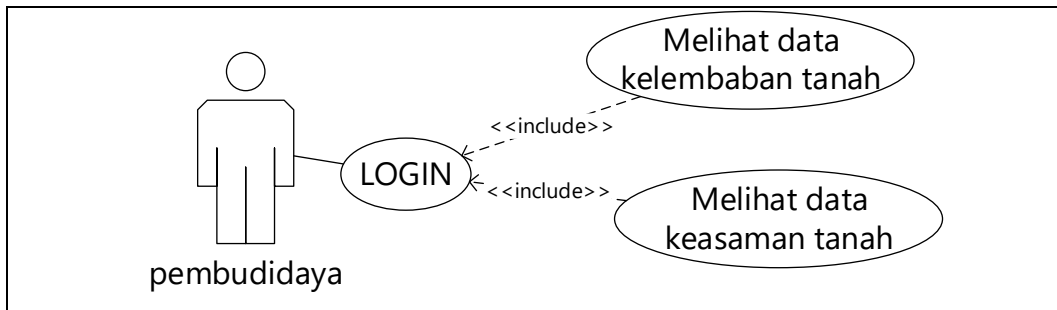 Melihat data
kelembaban tanah
<<include>>
LOGIN
<<include>>
Melihat data
keasaman tanah
pembudidaya